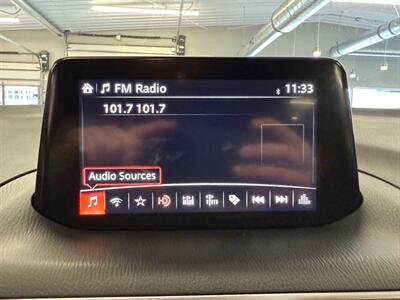 FM Radio
11:33
101.7 101.7
Audio Sources